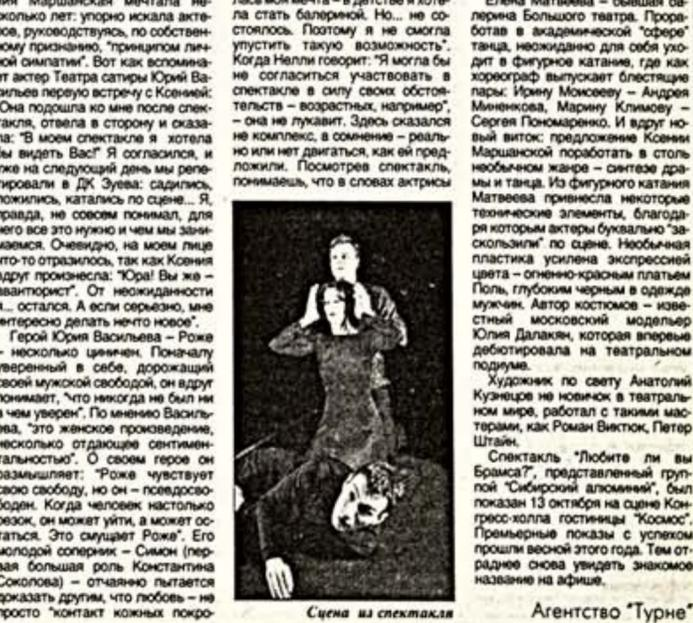 Маршанская мечтала не-
сколько лет: упорно искала акте-
ров, руководствуясь, по собствен-
ному признанию, "принципом лич-
ной симпатии". Вот как вспомина-
ет актер Театра сатиры Юрий Ва-
сильев первую встречу с Ксенией:
"Она подошла ко мне после спек-
такля, отвела в сторону и сказа-
ла: "В моем спектакле я хотела
бы видеть Вас!" Я согласился, и
уже на следующий день мы репе-
тировали в ДК Зуева: садились,
ложились, катались по сцене... Я,
правда, не совсем понимал, для
чего все это нужно и чем мы зани-
маемся. Очевидно, на моем лице
что-то отразилось, так как Ксения
вдруг произнесла: "Юра! Вы же –
авантюрист". От неожиданности
я... остался. А если серьезно, мне
интересно делать нечто новое".
Герой Юрия Васильева – Роже
– несколько циничен. Поначалу
уверенный в себе, дорожащий
своей мужской свободой, он вдруг
понимает, "что никогда не был ни
в чем уверен". По мнению Василь-
ева, "это женское произведение,
несколько отдающее сентимен-
тальностью". О своем герое он
размышляет: "Роже чувствует
свою свободу, но он – псевдосво-
боден. Когда человек настолько
резок, он может уйти, а может ос-
таться. Это смущает Роже". Его
молодой соперник – Симон (пер-
вая большая роль Константина
Соколова) – отчаянно пытается
доказать другим, что любовь – не
просто "контакт кожных покро-
лась моя мечта – в детстве я хоте-
ла стать балериной. Но... не со-
стоялось. Поэтому я не смогла
упустить такую возможность".
Когда Нелли говорит: "Я могла бы
не согласиться участвовать в
спектакле в силу своих обстоя-
тельств – возрастных, например",
– она не лукавит. Здесь сказался
не комплекс, а сомнение – реаль-
но или нет двигаться, как ей пред-
ложили. Посмотрев спектакль,
понимаешь, что в словах актрисы
Сцена из спектакля
Елена Матвеева – бывшая ба-
лерина Большого театра. Прора-
ботав в академической "сфере"
танца, неожиданно для себя ухо-
дит в фигурное катание, где как
хореограф выпускает блестящие
пары: Ирину Моисееву – Андрея
Миненкова, Марину Климову –
Сергея Пономаренко. И вдруг но-
вый виток: предложение Ксении
Маршанской поработать в столь
необычном жанре – синтезе дра-
мы и танца. Из фигурного катания
Матвеева привнесла некоторые
технические элементы, благода-
ря которым актеры буквально "за-
скользили" по сцене. Необычная
пластика усилена экспрессией
цвета – огненно-красным платьем
Поль, глубоким черным в одежде
мужчин. Автор костюмов – изве-
стный московский модельер
Юлия Далакян, которая впервые
дебютировала на театральном
подиуме.
Художник по свету Анатолий
Кузнецов не новичок в театраль-
ном мире, работал с такими мас-
терами, как Роман Виктюк, Петер
Штайн.
Спектакль "Любите ли вы
Брамса?", представленный груп-
пой "Сибирский алюминий", был
показан 13 октября на сцене Кон-
гресс-холла гостиницы "Космос".
Премьерные показы с успехом
прошли весной этого года. Тем от-
раднее снова увидеть знакомое
название на афише.
Агентство "Турне"